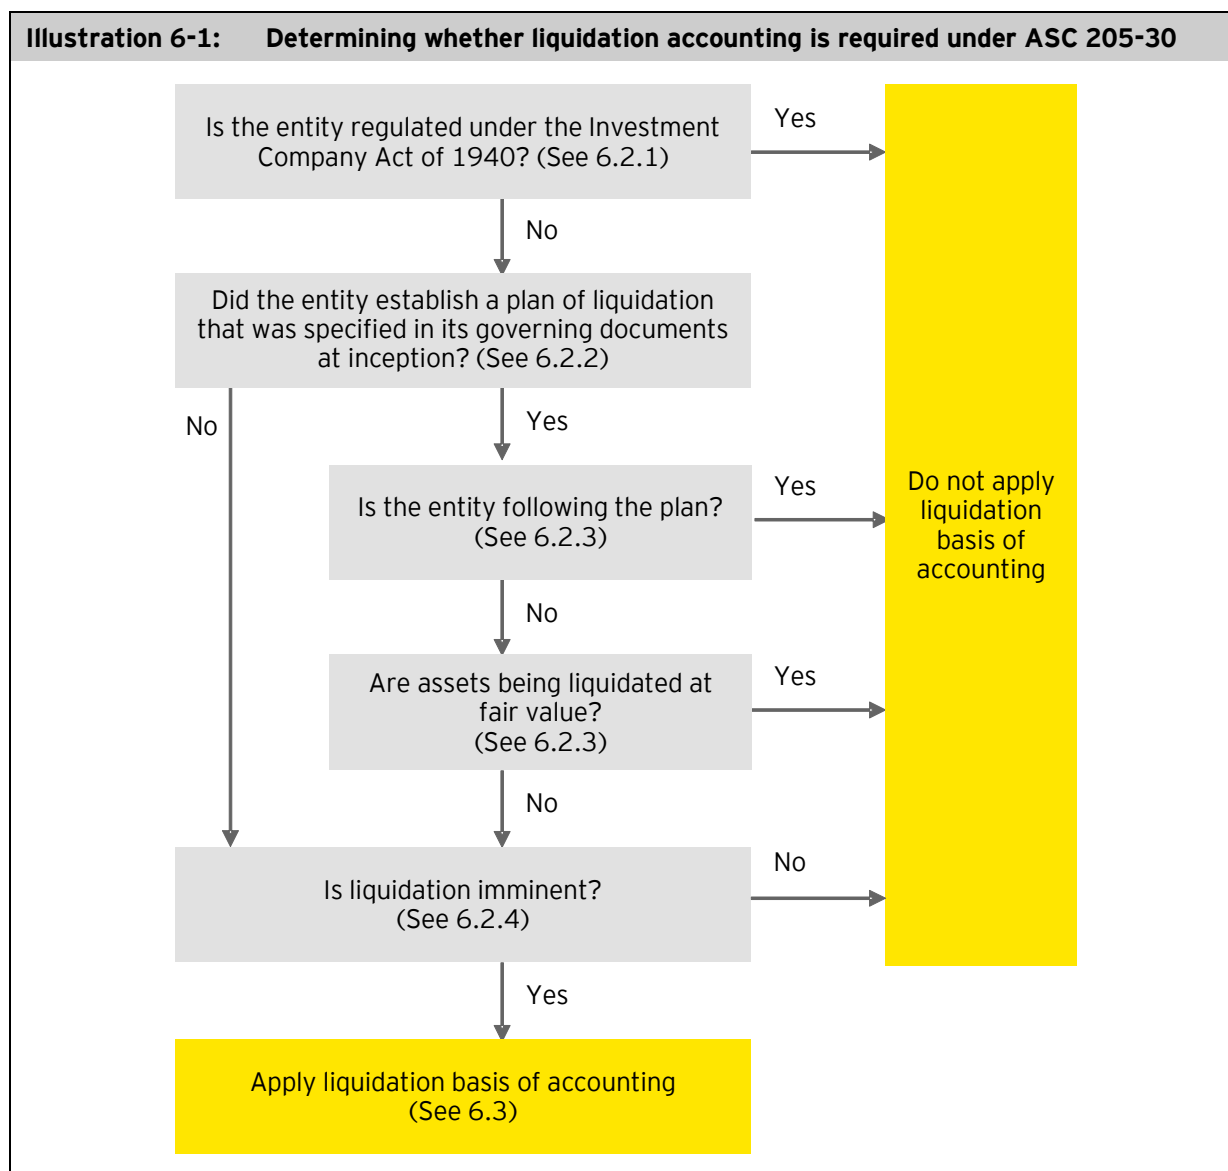 Illustration 6-1: Determining whether liquidation accounting is required under ASC 205-30
Is the entity regulated under the Investment
Company Act of 1940? (See 6.2.1)
Yes
No
Did the entity establish a plan of liquidation
that was specified in its governing documents
at inception? (See 6.2.2)
No
Yes
Is the entity following the plan?
(See 6.2.3)
Yes
Do not apply
liquidation
basis of
accounting
No
Are assets being liquidated at
fair value?
(See 6.2.3)
Yes
No
Is liquidation imminent?
(See 6.2.4)
No
Yes
Apply liquidation basis of accounting
(See 6.3)